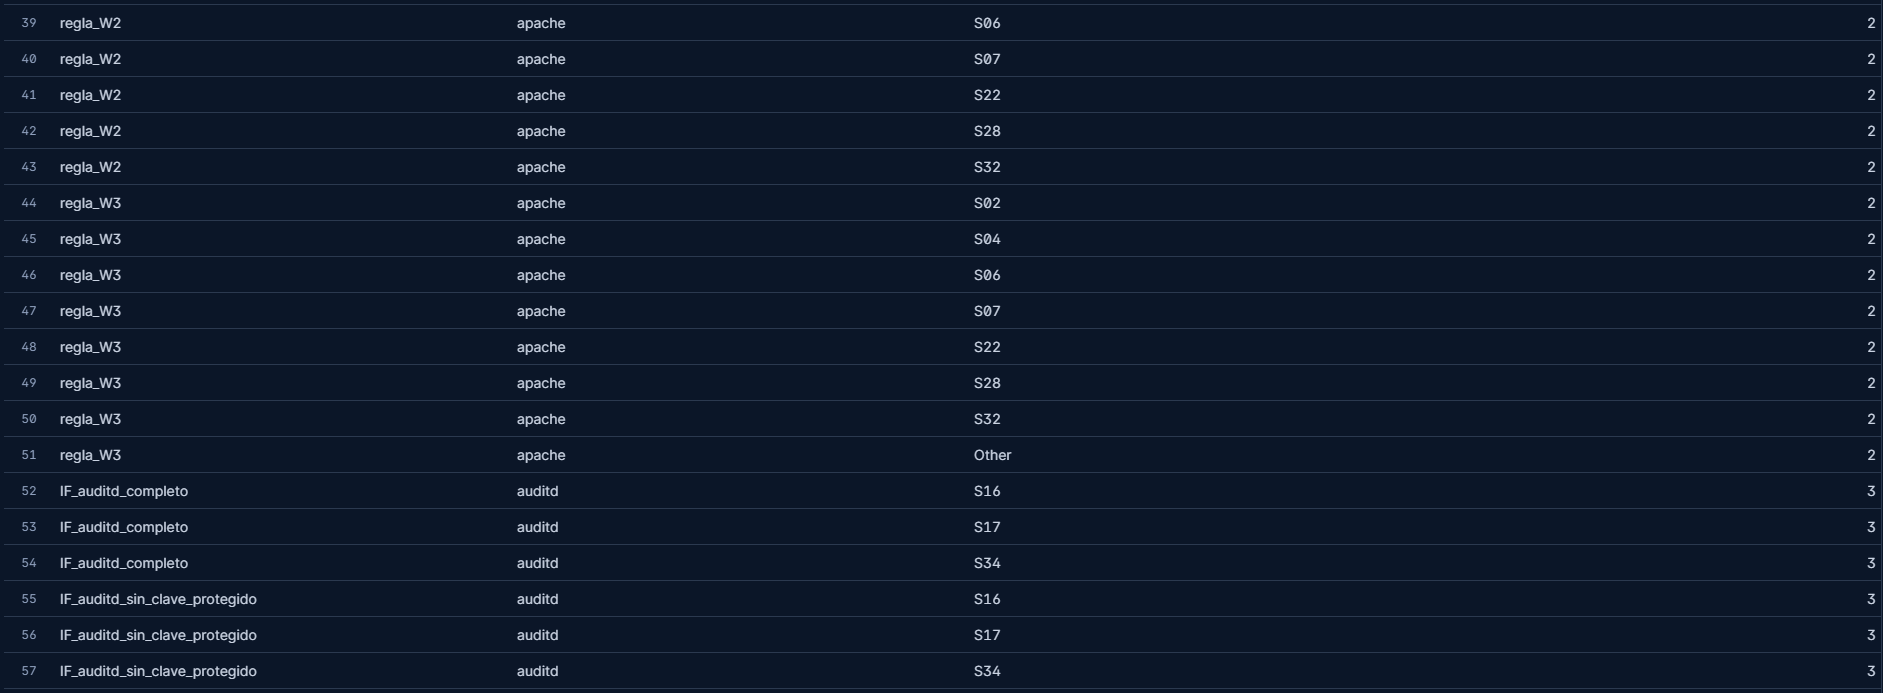 39 regla_W2 apache S06 2
40 regla_W2 apache S07 2
41 regla_W2 apache S22 2
42 regla_W2 apache S28 2
43 regla_W2 apache S32 2
44 regla_W3 apache S02 2
45 regla_W3 apache S04 2
46 regla_W3 apache S06 2
47 regla_W3 apache S07 2
48 regla_W3 apache S22 2
49 regla_W3 apache S28 2
50 regla_W3 apache S32 2
51 regla_W3 apache Other 2
52 IF_auditd_completo auditd S16 3
53 IF_auditd_completo auditd S17 3
54 IF_auditd_completo auditd S34 3
55 IF_auditd_sin_clave_protegido auditd S16 3
56 IF_auditd_sin_clave_protegido auditd S17 3
57 IF_auditd_sin_clave_protegido auditd S34 3